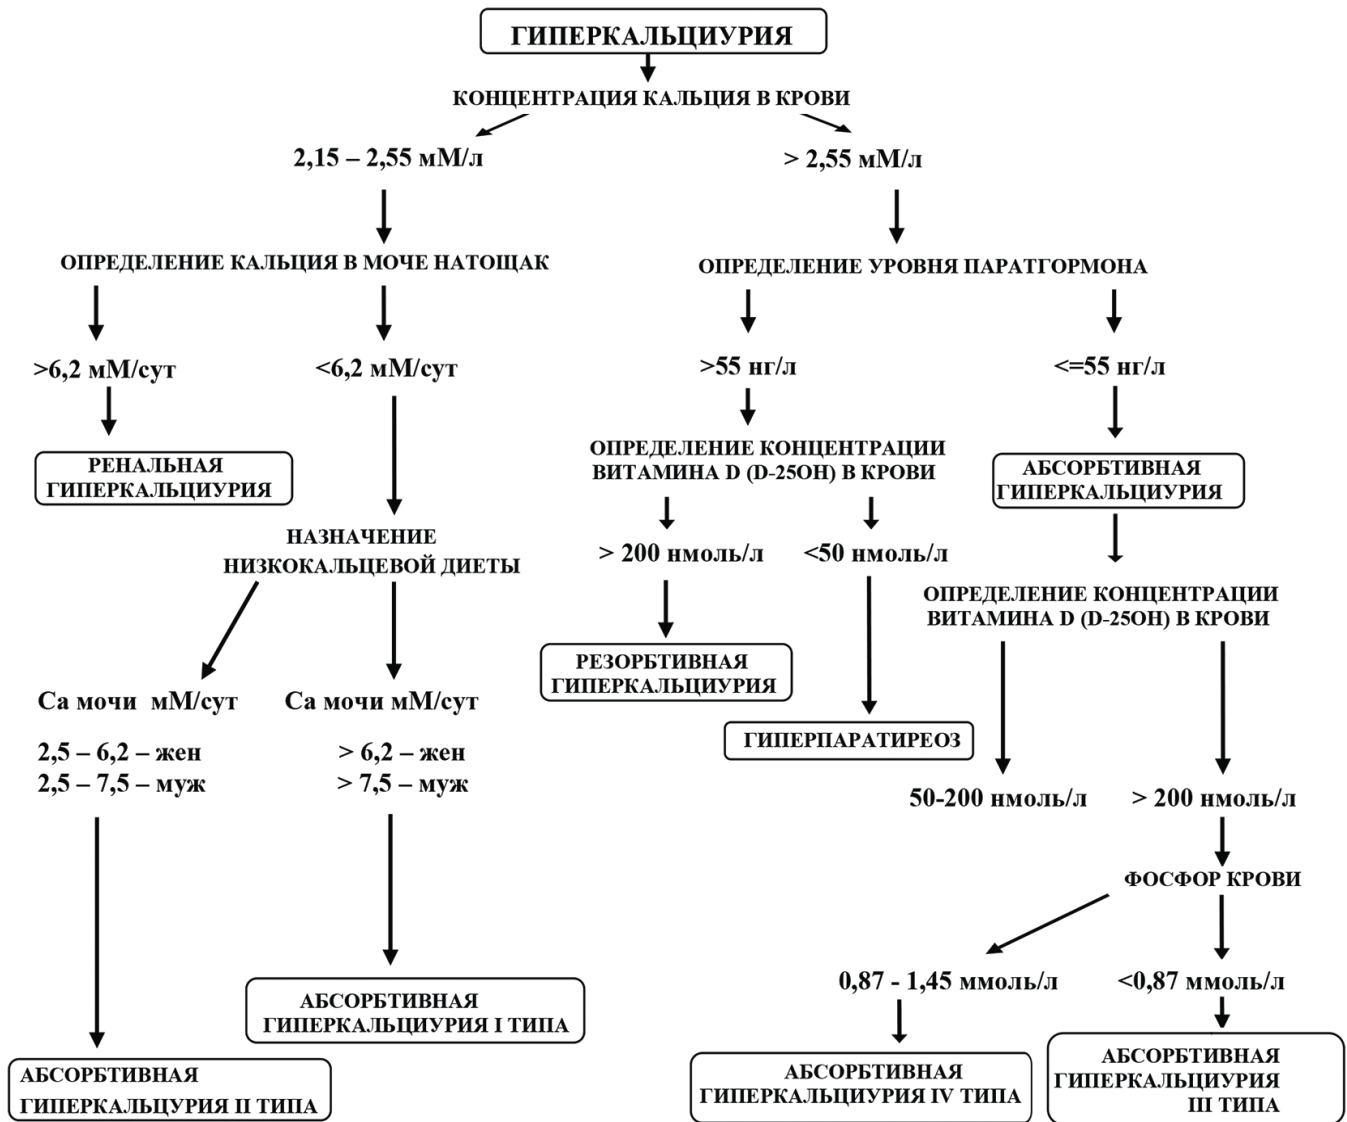 ГИПЕРКАЛЬЦИУРИЯ
КОНЦЕНТРАЦИЯ КАЛЬЦИЯ В КРОВИ
2,15 – 2,55 мМ/л
> 2,55 мМ/л
ОПРЕДЕЛЕНИЕ КАЛЬЦИЯ В МОЧЕ НАТОЩАК
ОПРЕДЕЛЕНИЕ УРОВНЯ ПАРАТГОРМОНА
>6,2 мМ/сут
<6,2 мМ/сут
>55 нг/л
<=55 нг/л
РЕНАЛЬНАЯ
ГИПЕРКАЛЬЦИУРИЯ
ОПРЕДЕЛЕНИЕ КОНЦЕНТРАЦИИ
ВИТАМИНА D (D-25OH) В КРОВИ
АБСОРБТИВНАЯ
ГИПЕРКАЛЬЦИУРИЯ
НАЗНАЧЕНИЕ
НИЗКОКАЛЬЦЕВОЙ ДИЕТЫ
> 200 нмоль/л
<50 нмоль/л
ОПРЕДЕЛЕНИЕ КОНЦЕНТРАЦИИ
ВИТАМИНА D (D-25OH) В КРОВИ
РЕЗОРБТИВНАЯ
ГИПЕРКАЛЬЦИУРИЯ
Са мочи мМ/сут
2,5 – 6,2 – жен
2,5 – 7,5 – муж
Са мочи мМ/сут
> 6,2 – жен
> 7,5 – муж
ГИПЕРПАРАТИРЕОЗ
50-200 нмоль/л
> 200 нмоль/л
ФОСФОР КРОВИ
0,87 - 1,45 ммоль/л
<0,87 ммоль/л
АБСОРБТИВНАЯ
ГИПЕРКАЛЬЦИУРИЯ I ТИПА
АБСОРБТИВНАЯ
ГИПЕРКАЛЬЦУРИЯ II ТИПА
АБСОРБТИВНАЯ
ГИПЕРКАЛЬЦИУРИЯ IV ТИПА
АБСОРБТИВНАЯ
ГИПЕРКАЛЬЦИУРИЯ
III ТИПА